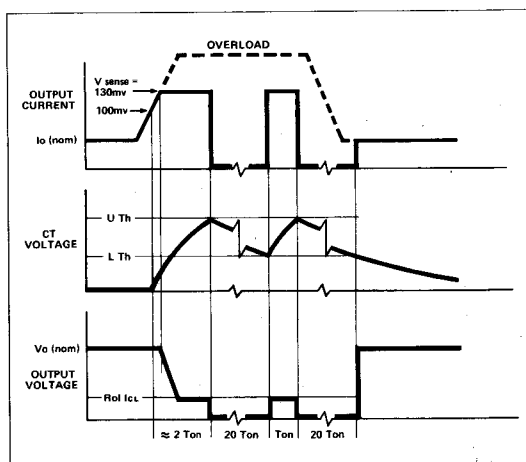 OVERLOAD
V sense =
130mv
OUTPUT
CURRENT
100mv
Io (nom)
U Th
CT
VOLTAGE
L Th
Vo (nom)
OUTPUT
VOLTAGE
Rol ICL
≈ 2 Ton
20 Ton
Ton
20 Ton